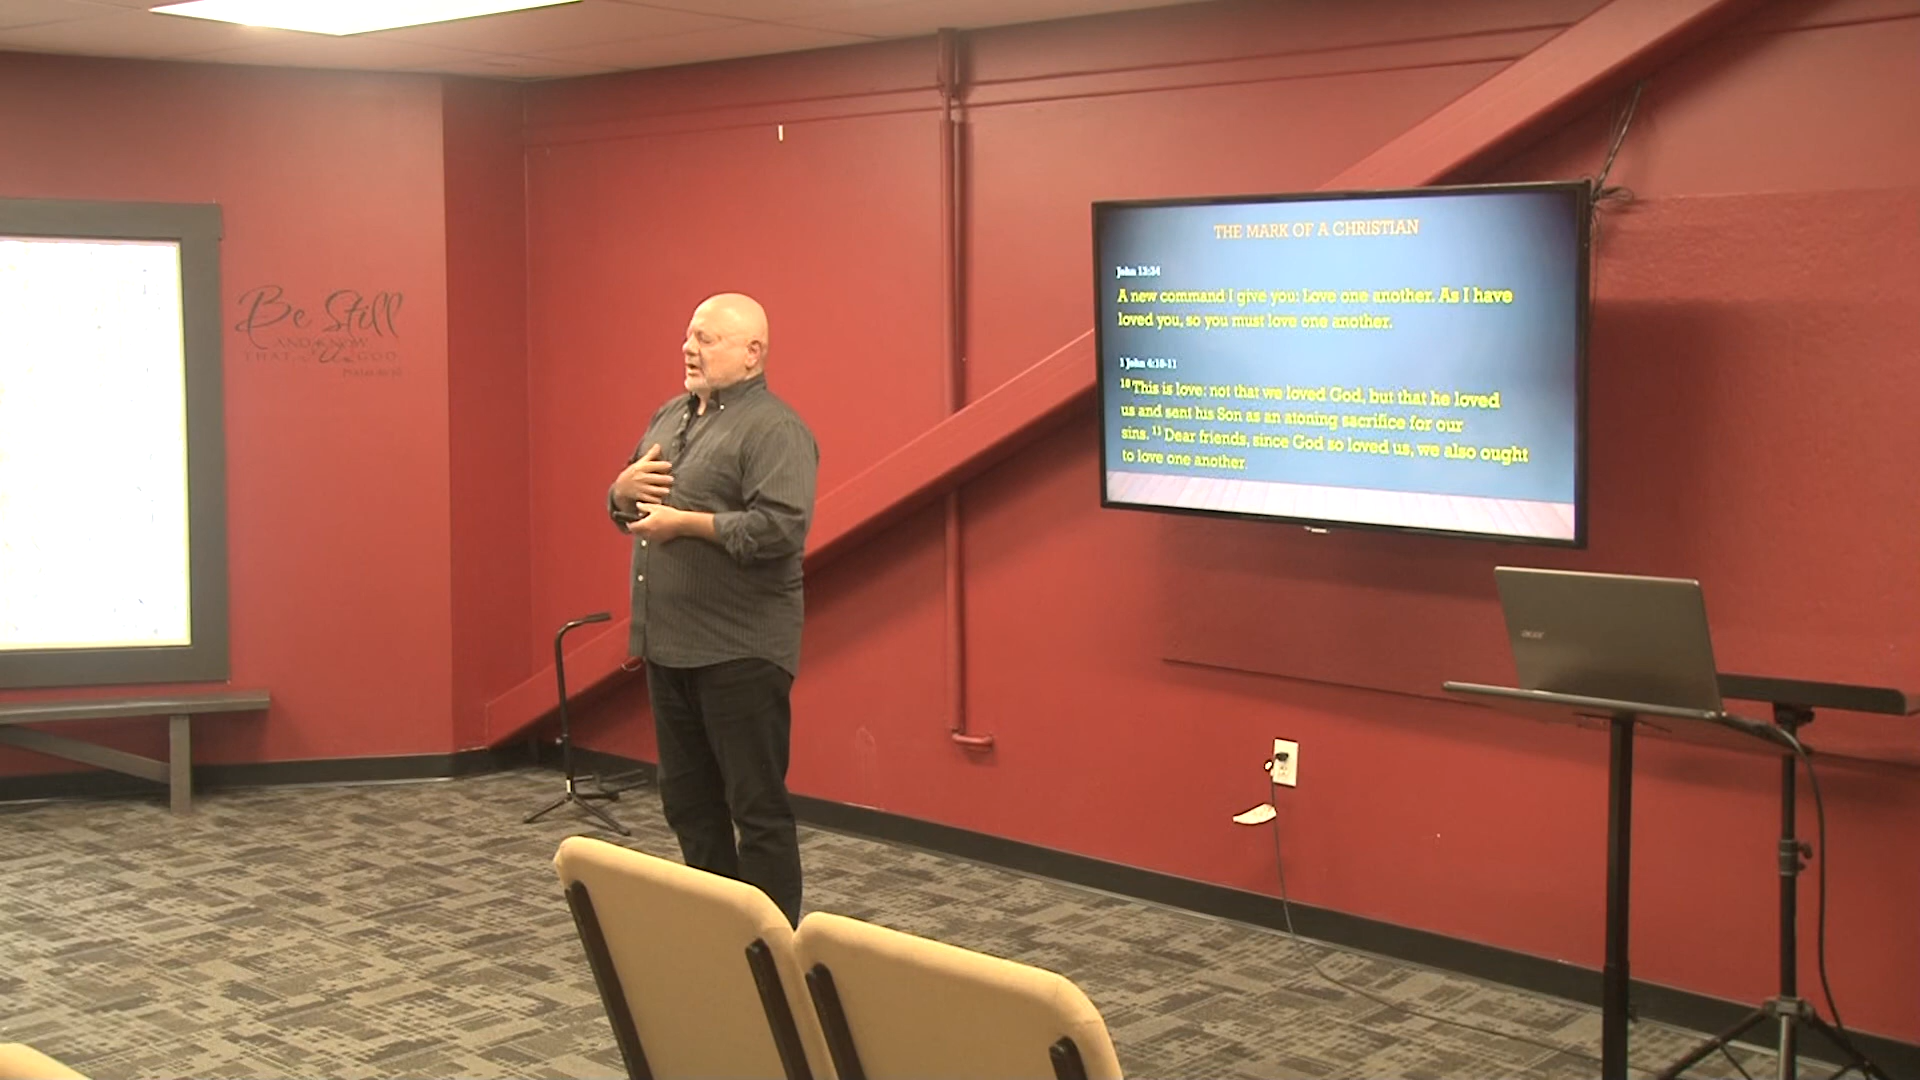 Be Still
AND KNOW
THAT I Am GOD
THE MARK OF A CHRISTIAN
John 13:34
A new command I give you: Love one another. As I have
loved you, so you must love one another.
1 John 4:10-11
10 This is love: not that we loved God, but that he loved
us and sent his Son as an atoning sacrifice for our
sins. 11 Dear friends, since God so loved us, we also ought
to love one another.
acer